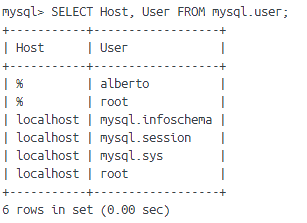 mysql> SELECT Host, User FROM mysql.user;
+-----------+------------------+
| Host      | User             |
+-----------+------------------+
| %         | alberto          |
| %         | root             |
| localhost | mysql.infoschema |
| localhost | mysql.session    |
| localhost | mysql.sys        |
| localhost | root             |
+-----------+------------------+
6 rows in set (0.00 sec)